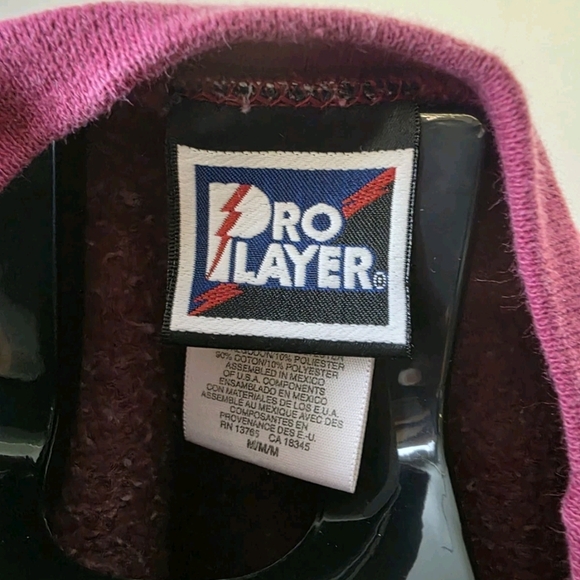 PRO
PLAYER®
90% COTTON/10% POLYESTER
ASSEMBLED IN MEXICO
OF U.S.A. COMPONENTS
ENSAMBLADO EN MEXICO
CON MATERIALES DE LOS E.U.A.
ASSEMBLE AU MEXIQUE AVEC DES
COMPOSANTES EN
PROVENANCE DES E.-U.
RN 13765 CA 18345
M/M/M